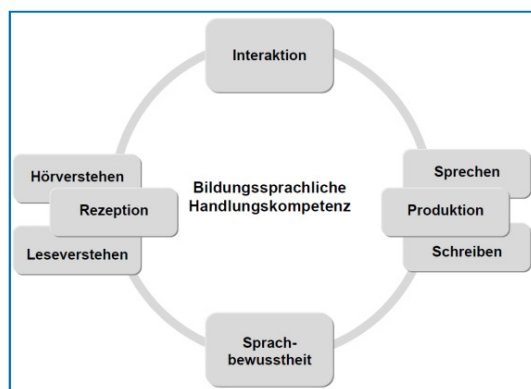 Interaktion
Hörverstehen
Rezeption
Leseverstehen
Bildungssprachliche
Handlungskompetenz
Sprechen
Produktion
Schreiben
Sprach-
bewusstheit